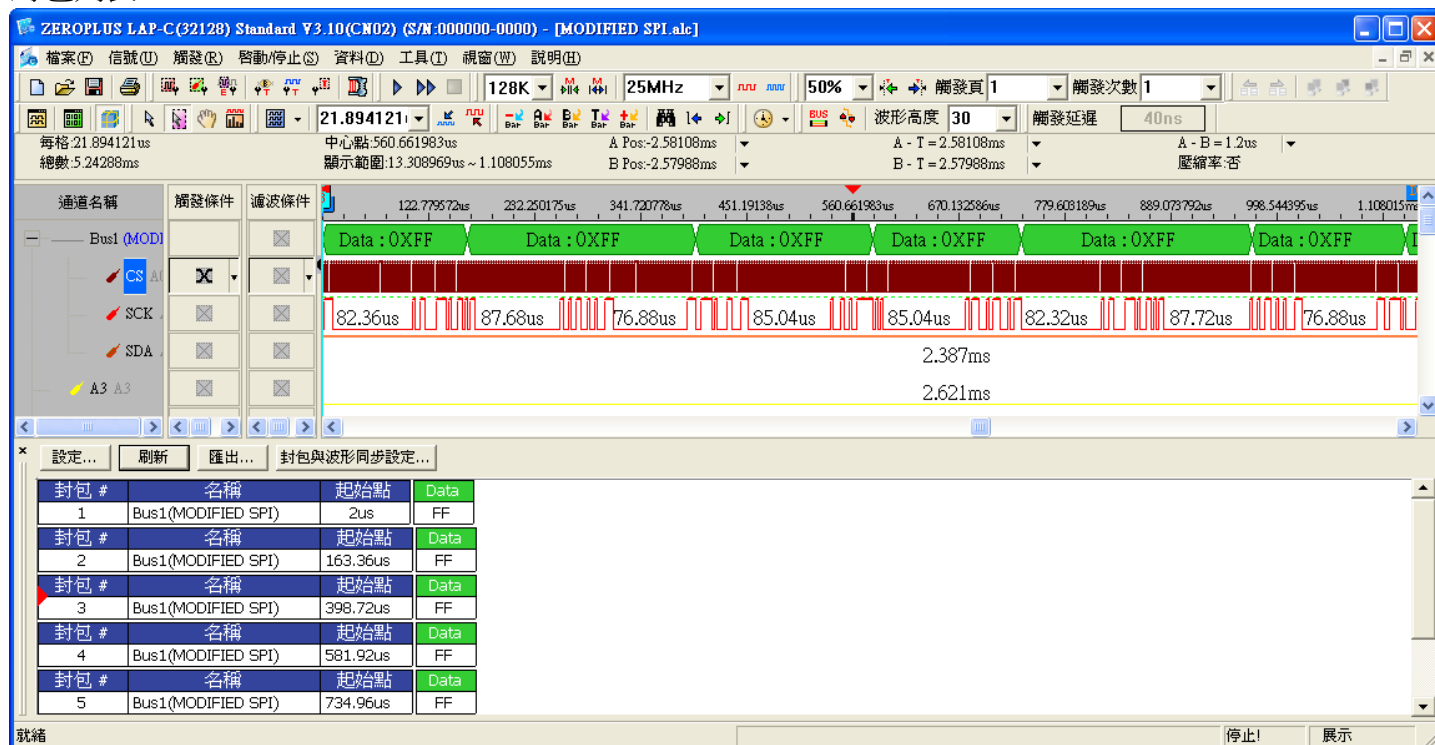 ZEROPLUS LAP-C(32128) Standard V3.10(CN02) (S/N:000000-0000) - [MODIFIED SPI.alc]
檔案(F) 信號(U) 觸發(R) 啓動/停止(S) 資料(D) 工具(T) 視窗(W) 說明(H)
128K 25MHz 50% 觸發頁 1 觸發次數 1
21.894121 Bar Bar Bar Bar BUS 波形高度 30 觸發延遲 40ns
每格:21.894121us 中心點:560.661983us A Pos:-2.58108ms A - T = 2.58108ms A - B = 1.2us
總數:5.24288ms 顯示範圍:13.308969us ~ 1.108055ms B Pos:-2.57988ms B - T = 2.57988ms 壓縮率:否
通道名稱 觸發條件 濾波條件 122.779572us 232.250175us 341.720778us 451.19138us 560.661983us 670.132586us 779.603189us 889.073792us 998.544395us 1.108015m
Bus1 (MODI Data : 0XFF Data : 0XFF Data : 0XFF Data : 0XFF Data : 0XFF Data : 0XFF
CS
SCK 82.36us 87.68us 76.88us 85.04us 85.04us 82.32us 87.72us 76.88us
SDA 2.387ms
A3 A3 2.621ms
設定... 刷新 匯出... 封包與波形同步設定...
封包 # 名稱 起始點 Data
1 Bus1(MODIFIED SPI) 2us FF
封包 # 名稱 起始點 Data
2 Bus1(MODIFIED SPI) 163.36us FF
封包 # 名稱 起始點 Data
3 Bus1(MODIFIED SPI) 398.72us FF
封包 # 名稱 起始點 Data
4 Bus1(MODIFIED SPI) 581.92us FF
封包 # 名稱 起始點 Data
5 Bus1(MODIFIED SPI) 734.96us FF
就緒 停止! 展示